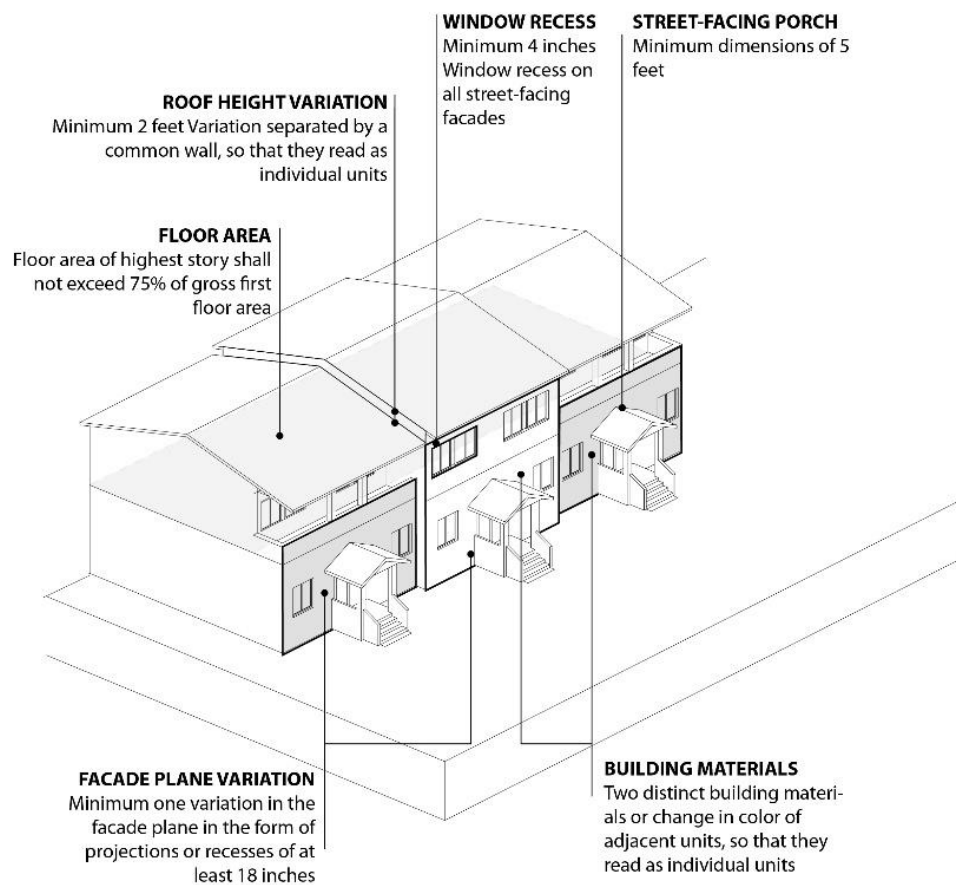 WINDOW RECESS
Minimum 4 inches
Window recess on
all street-facing
facades
STREET-FACING PORCH
Minimum dimensions of 5
feet
ROOF HEIGHT VARIATION
Minimum 2 feet Variation separated by a
common wall, so that they read as
individual units
FLOOR AREA
Floor area of highest story shall
not exceed 75% of gross first
floor area
FACADE PLANE VARIATION
Minimum one variation in the
facade plane in the form of
projections or recesses of at
least 18 inches
BUILDING MATERIALS
Two distinct building materi-
als or change in color of
adjacent units, so that they
read as individual units